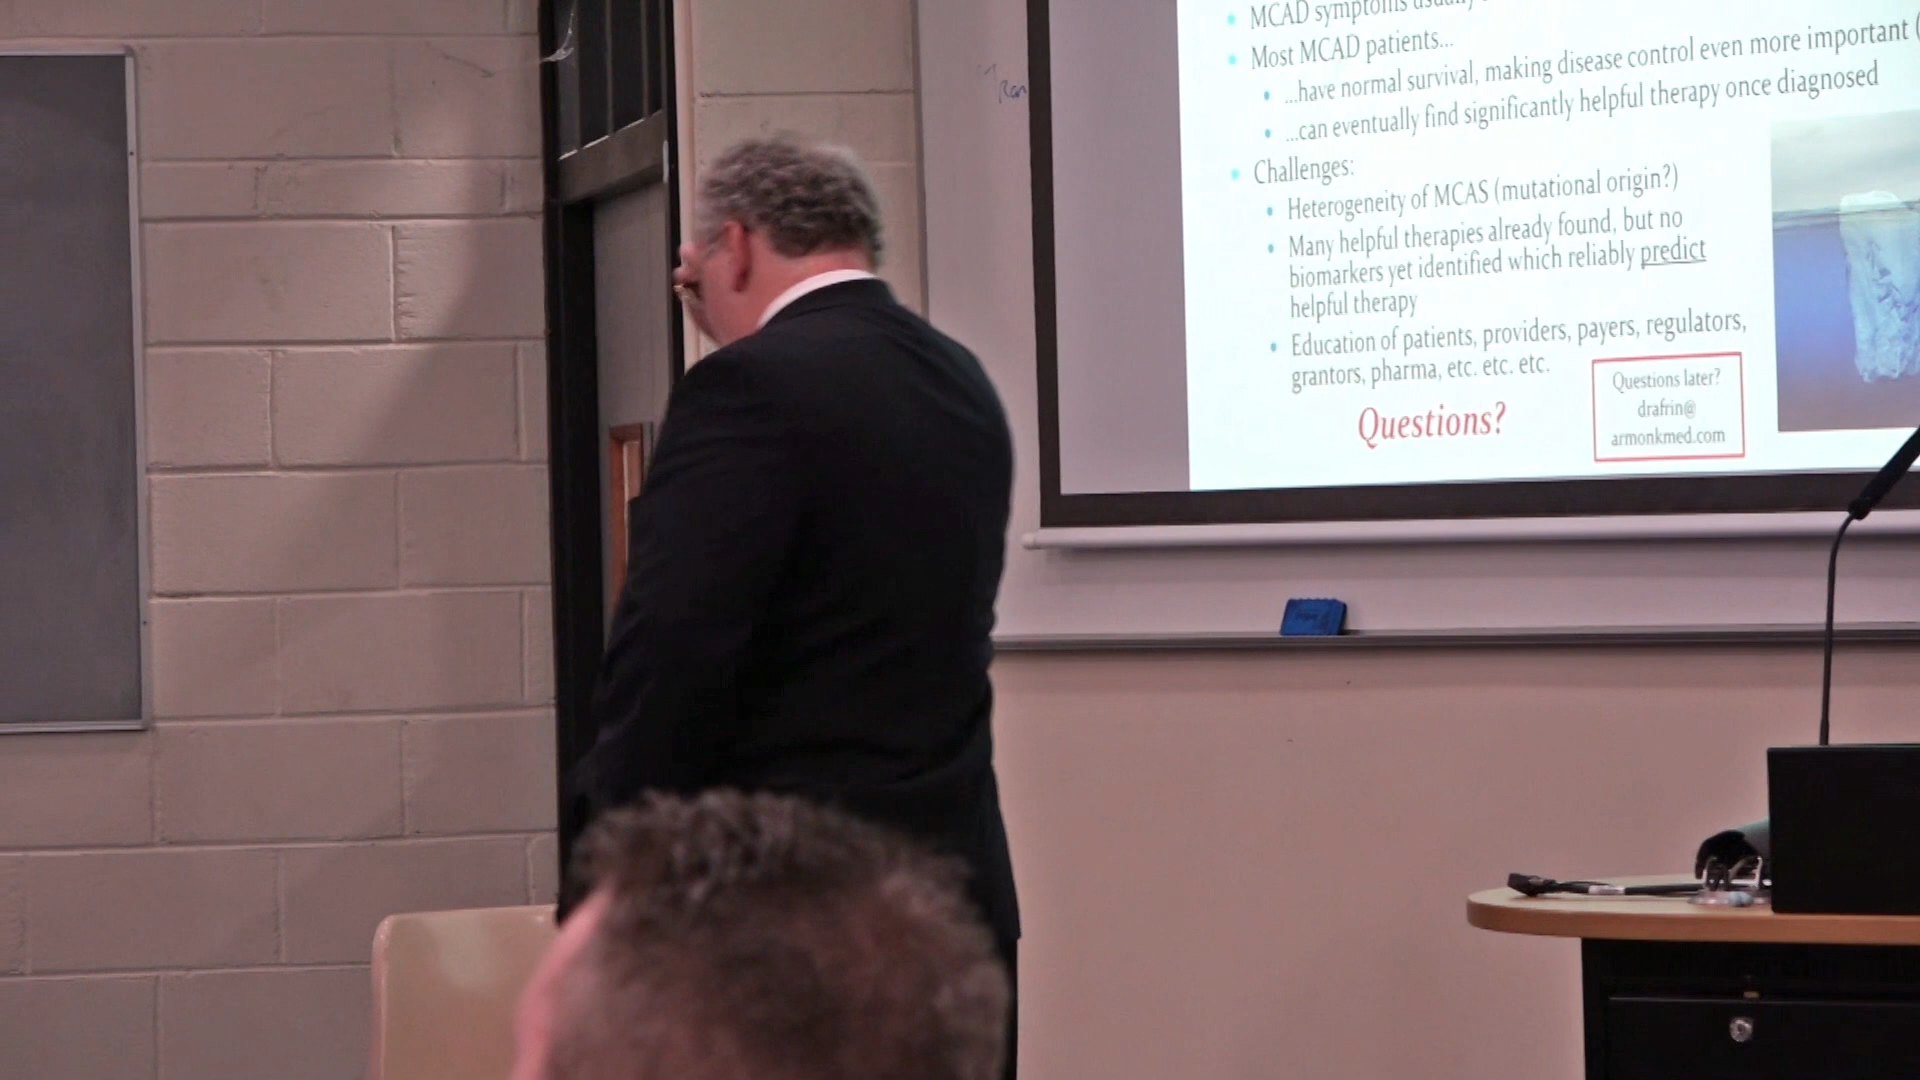 MCAD symptoms usually
Most MCAD patients...
...have normal survival, making disease control even more important (
...can eventually find significantly helpful therapy once diagnosed
Challenges:
Heterogeneity of MCAS (mutational origin?)
Many helpful therapies already found, but no
biomarkers yet identified which reliably predict
helpful therapy
Education of patients, providers, payers, regulators,
grantors, pharma, etc. etc. etc.
Questions?
Questions later?
drafrin@
armonkmed.com